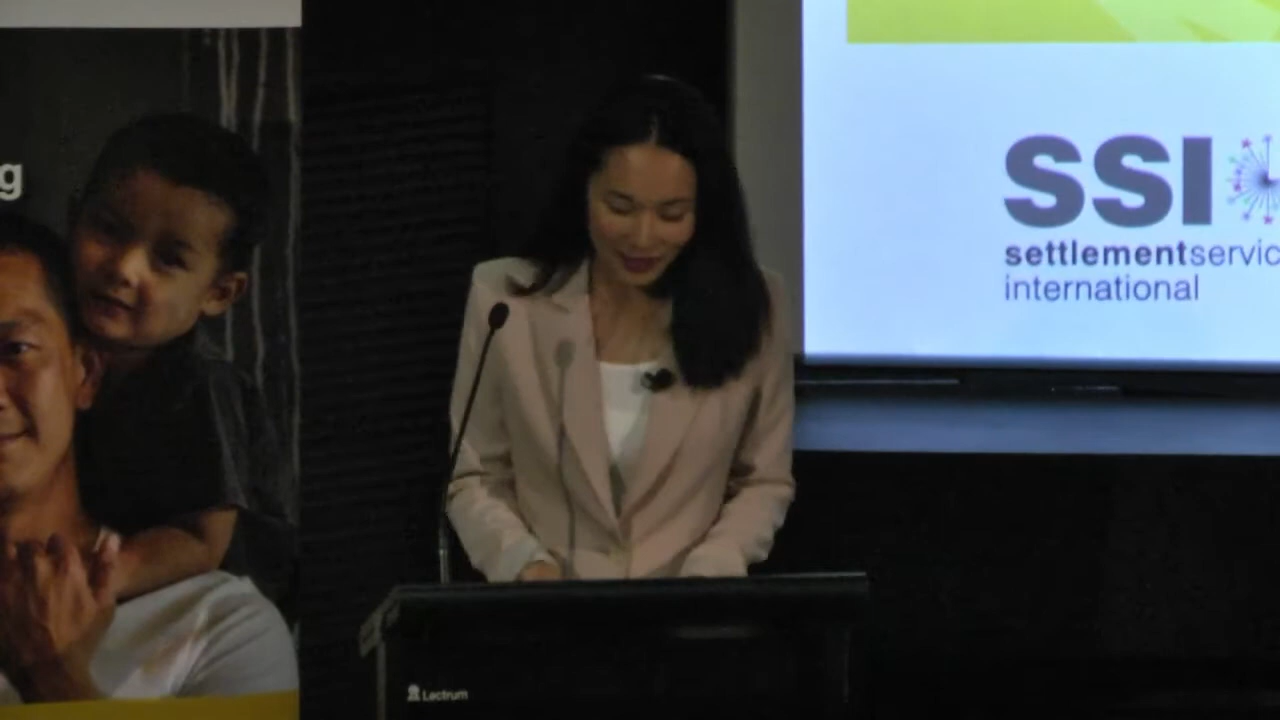 g
SSI
settlementservic
international
Lectrum